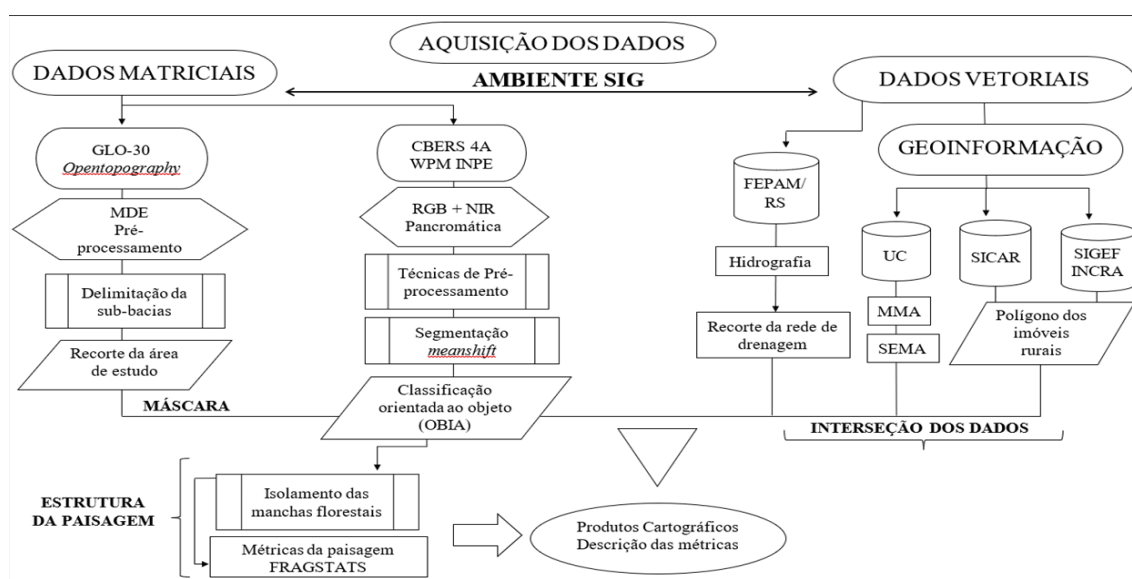 AQUISIÇÃO DOS DADOS
DADOS MATRICIAIS
AMBIENTE SIG
DADOS VETORIAIS
GLO-30
Opentopography
MDE
Pré-
processamento
Delimitação da
sub-bacias
Recorte da área
de estudo
MÁSCARA
CBERS 4A
WPM INPE
RGB + NIR
Pancromática
Técnicas de Pré-
processamento
Segmentação
meanshift
Classificação
orientada ao objeto
(OBIA)
FEPAM/
RS
Hidrografia
Recorte da rede de
drenagem
GEOINFORMAÇÃO
UC
MMA
SEMA
SICAR
SIGEF
INCRA
Polígono dos
imóveis
rurais
INTERSEÇÃO DOS DADOS
ESTRUTURA
DA PAISAGEM
Isolamento das
manchas florestais
Métricas da paisagem
FRAGSTATS
Produtos Cartográficos
Descrição das métricas